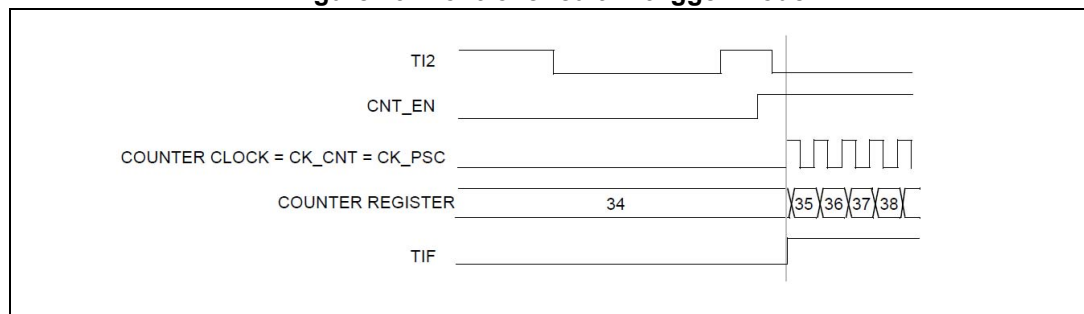 TI2
CNT_EN
COUNTER CLOCK = CK_CNT = CK_PSC
COUNTER REGISTER 34 35 36 37 38
TIF